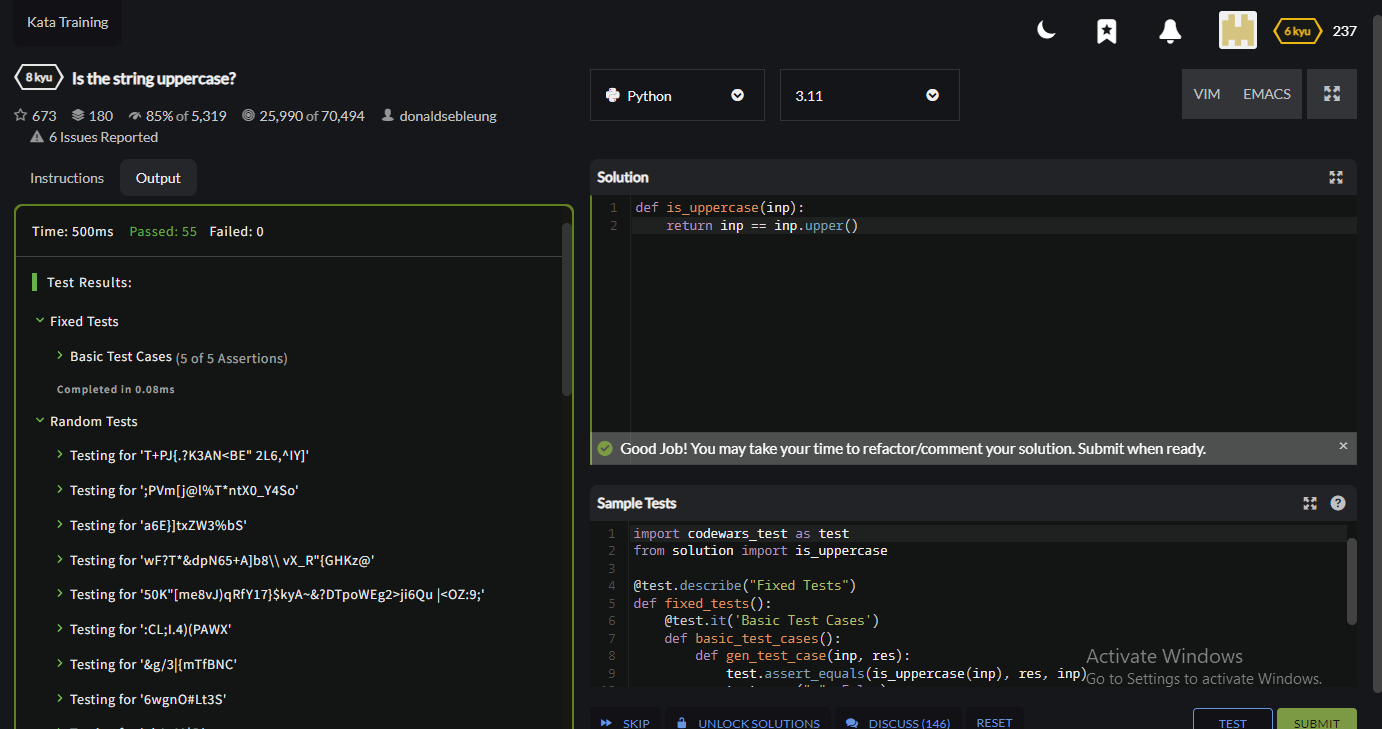 Kata Training
6 kyu 237
8 kyu Is the string uppercase?
673 180 85% of 5,319 25,990 of 70,494 donaldsebleung
6 Issues Reported
Python 3.11 VIM EMACS
Instructions Output
Time: 500ms Passed: 55 Failed: 0
Test Results:
Fixed Tests
Basic Test Cases (5 of 5 Assertions)
Completed in 0.08ms
Random Tests
Testing for 'T+PJ{.?K3AN<BE" 2L6,^IY]'
Testing for ';PVm[j@l%T*ntX0_Y4So'
Testing for 'a6E}]txZW3%bS'
Testing for 'wF?T*&dpN65+A]b8\\ vX_R"{GHKz@'
Testing for '50K"[me8vJ)qRfY17}$kyA~&?DTpoWEg2>ji6Qu |<OZ:9;'
Testing for ':CL;I.4)(PAWX'
Testing for '&g/3|{mTfBNC'
Testing for '6wgnO#Lt3S'
Solution
1 def is_uppercase(inp):
2 return inp == inp.upper()
Good Job! You may take your time to refactor/comment your solution. Submit when ready.
Sample Tests
1 import codewars_test as test
2 from solution import is_uppercase
3
4 @test.describe("Fixed Tests")
5 def fixed_tests():
6 @test.it('Basic Test Cases')
7 def basic_test_cases():
8 def gen_test_case(inp, res):
9 test.assert_equals(is_uppercase(inp), res, inp)
Activate Windows
Go to Settings to activate Windows.
SKIP UNLOCK SOLUTIONS DISCUSS (146) RESET TEST SUBMIT